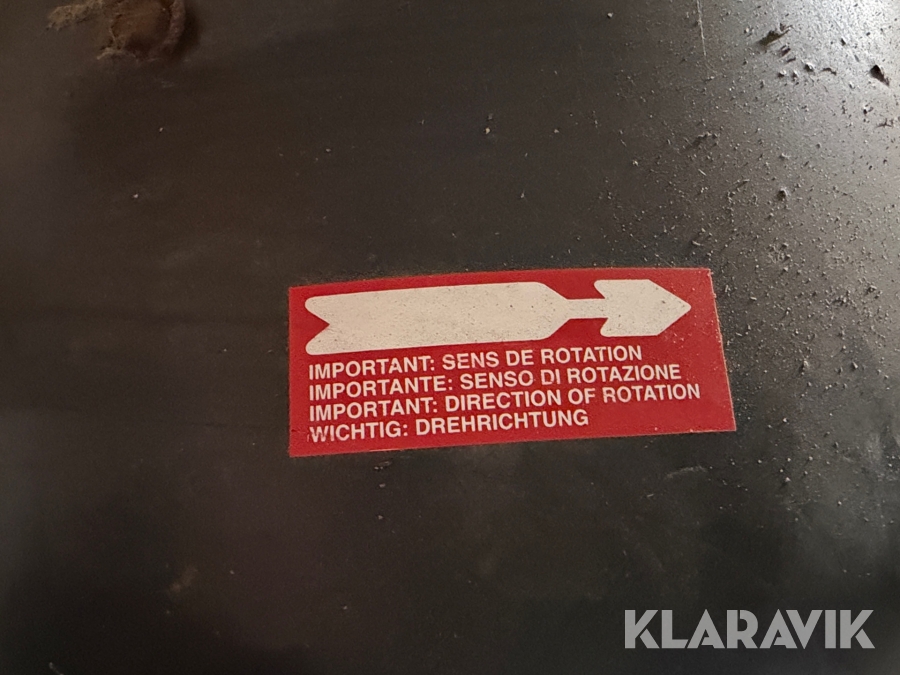 IMPORTANT: SENS DE ROTATION
IMPORTANTE: SENSO DI ROTAZIONE
IMPORTANT: DIRECTION OF ROTATION
WICHTIG: DREHRICHTUNG
KLARAVIK